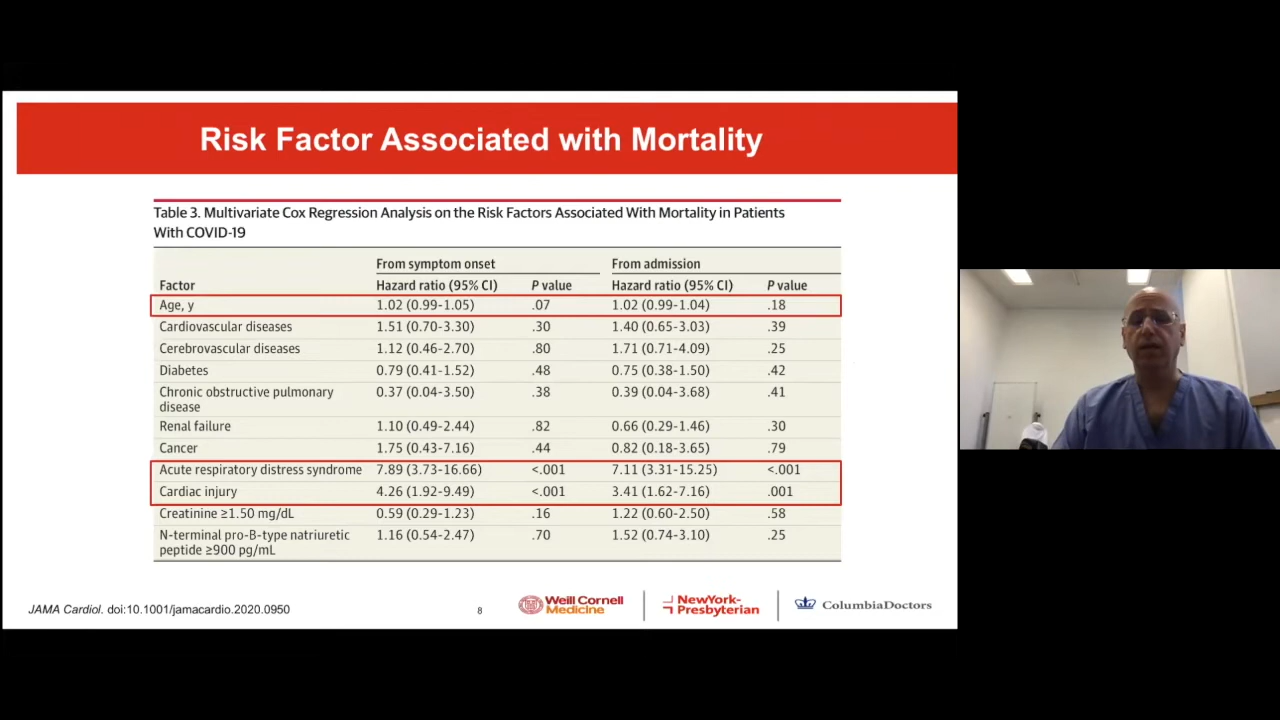 Risk Factor Associated with Mortality
Table 3. Multivariate Cox Regression Analysis on the Risk Factors Associated With Mortality in Patients
With COVID-19
From symptom onset From admission
Factor Hazard ratio (95% CI) P value Hazard ratio (95% CI) P value
Age, y 1.02 (0.99-1.05) .07 1.02 (0.99-1.04) .18
Cardiovascular diseases 1.51 (0.70-3.30) .30 1.40 (0.65-3.03) .39
Cerebrovascular diseases 1.12 (0.46-2.70) .80 1.71 (0.71-4.09) .25
Diabetes 0.79 (0.41-1.52) .48 0.75 (0.38-1.50) .42
Chronic obstructive pulmonary 0.37 (0.04-3.50) .38 0.39 (0.04-3.68) .41
disease
Renal failure 1.10 (0.49-2.44) .82 0.66 (0.29-1.46) .30
Cancer 1.75 (0.43-7.16) .44 0.82 (0.18-3.65) .79
Acute respiratory distress syndrome 7.89 (3.73-16.66) <.001 7.11 (3.31-15.25) <.001
Cardiac injury 4.26 (1.92-9.49) <.001 3.41 (1.62-7.16) .001
Creatinine ≥1.50 mg/dL 0.59 (0.29-1.23) .16 1.22 (0.60-2.50) .58
N-terminal pro-B-type natriuretic 1.16 (0.54-2.47) .70 1.52 (0.74-3.10) .25
peptide ≥900 pg/mL
JAMA Cardiol. doi:10.1001/jamacardio.2020.0950
8
Weill Cornell
Medicine
NewYork-
Presbyterian
ColumbiaDoctors